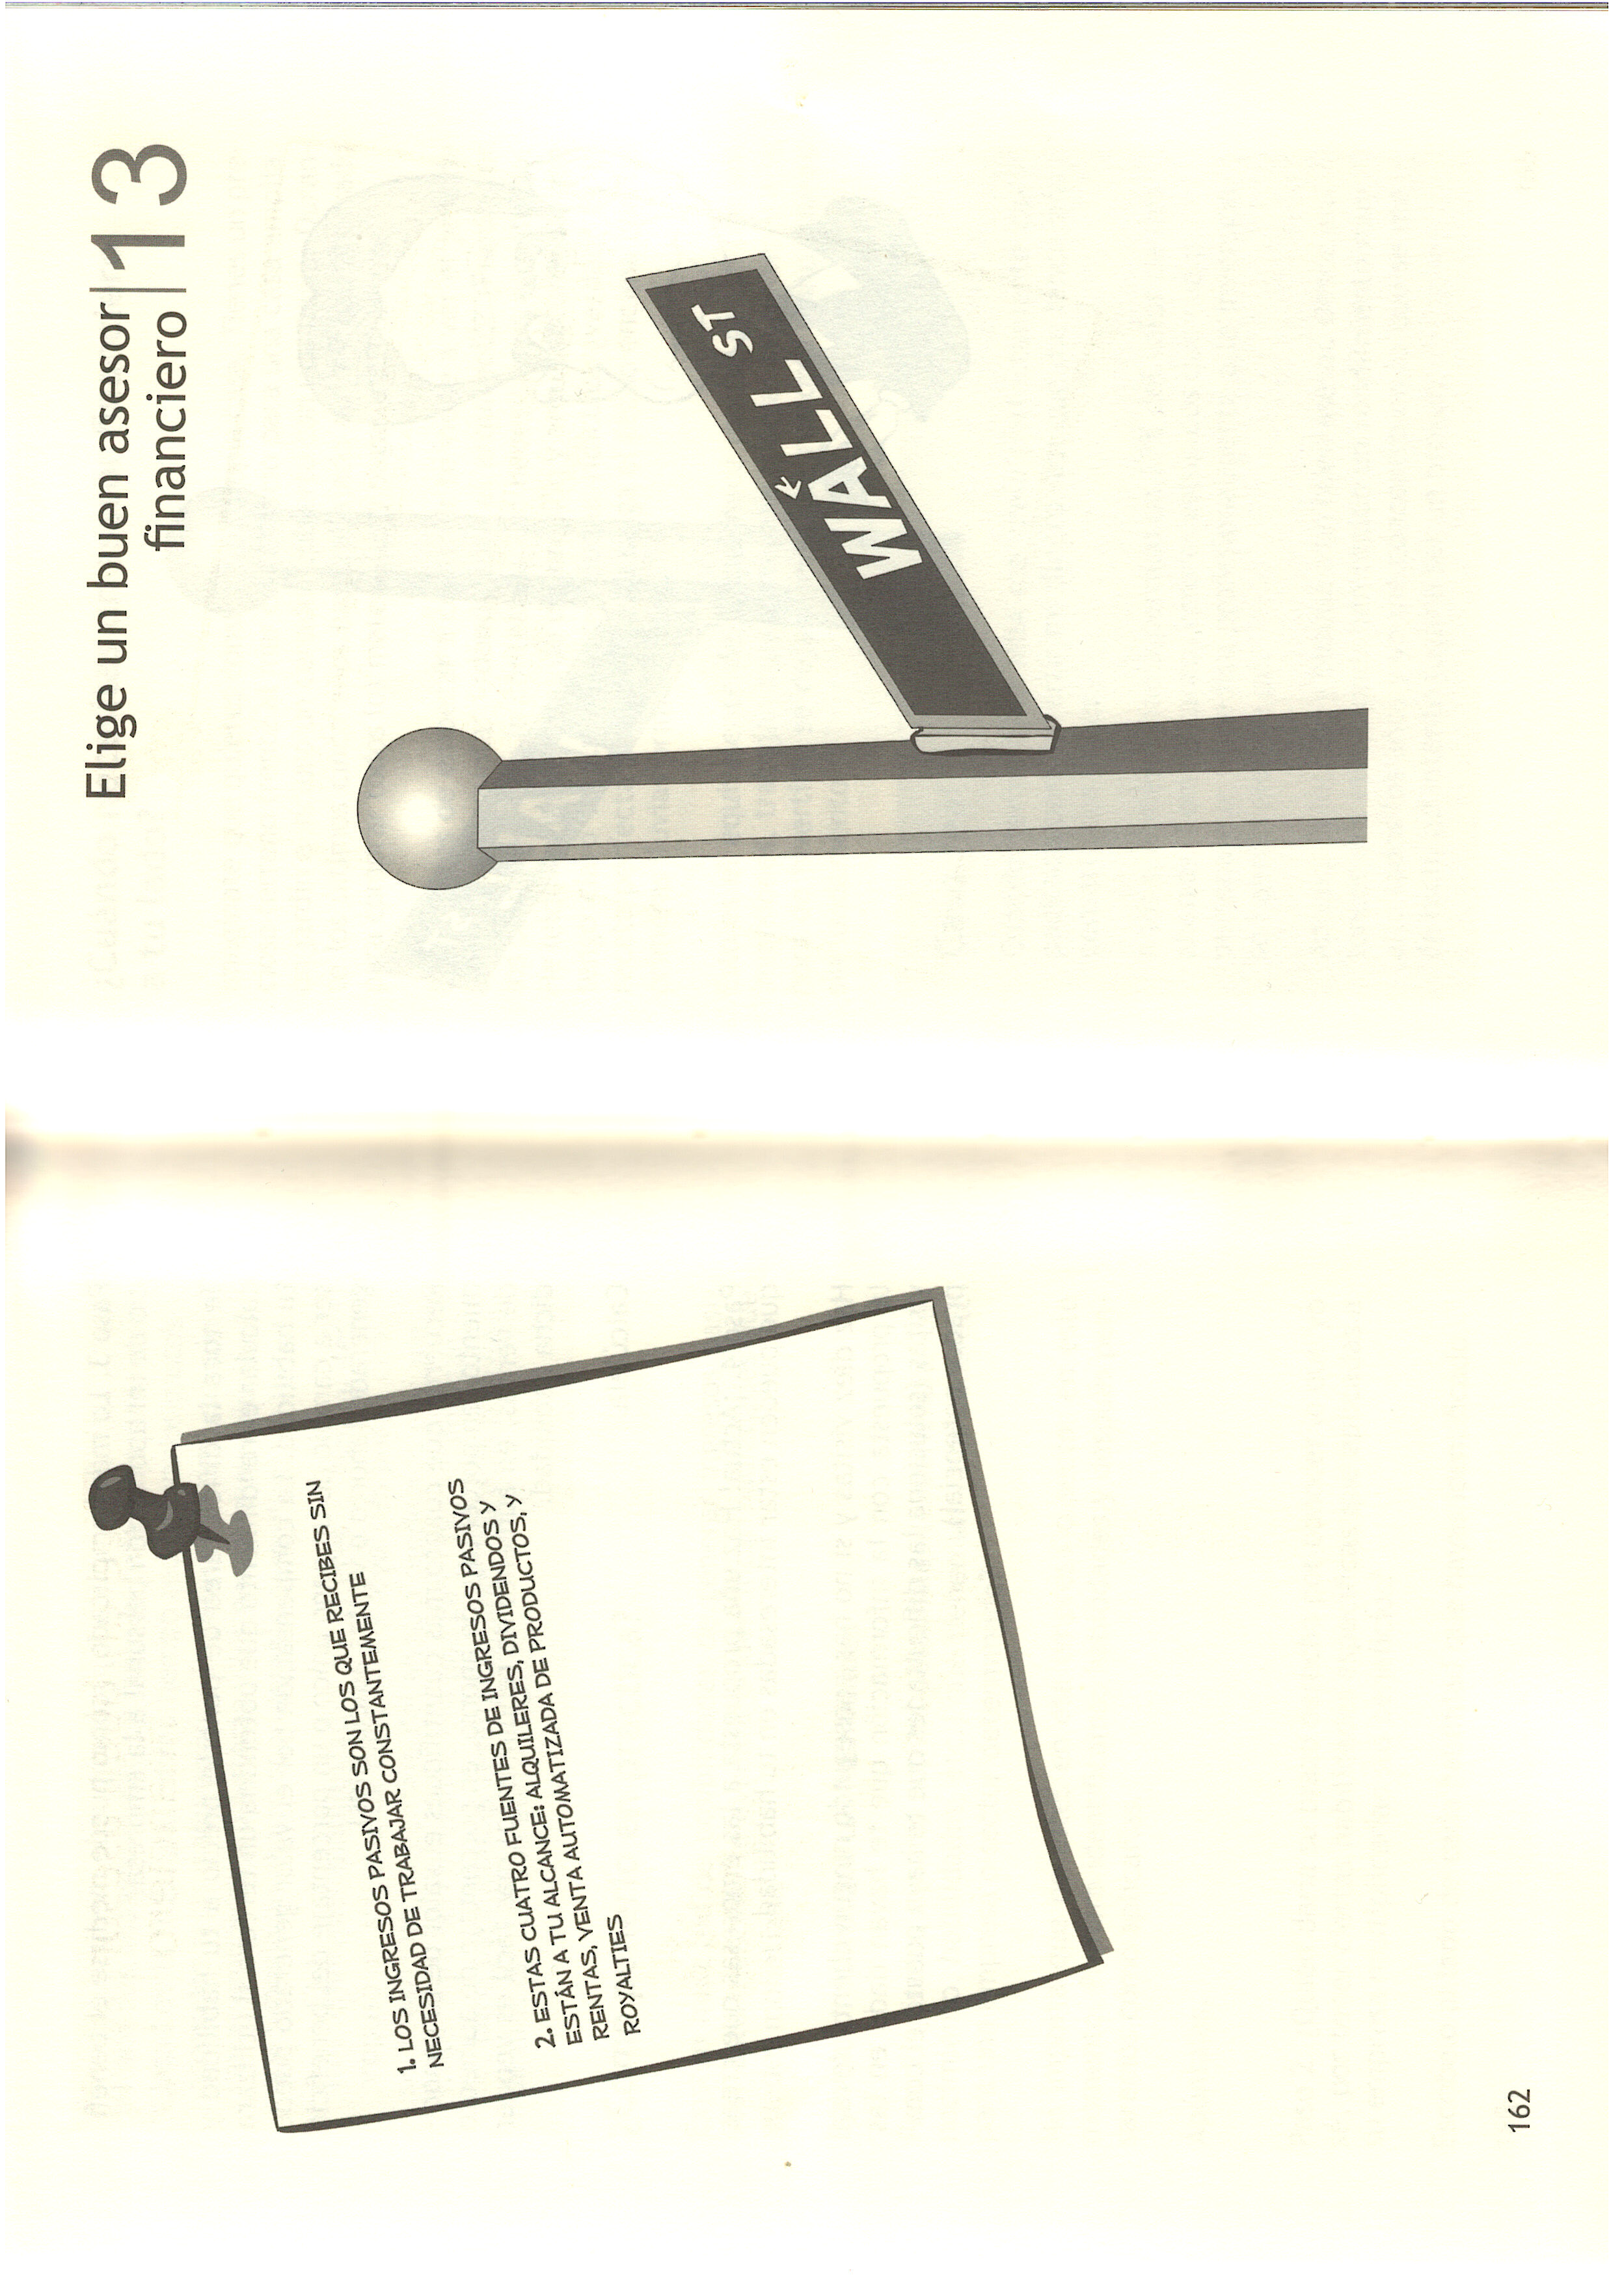 1. LOS INGRESOS PASIVOS SON LOS QUE RECIBES SIN
NECESIDAD DE TRABAJAR CONSTANTEMENTE
2. ESTAS CUATRO FUENTES DE INGRESOS PASIVOS
ESTÁN A TU ALCANCE: ALQUILERES, DIVIDENDOS Y
RENTAS, VENTA AUTOMATIZADA DE PRODUCTOS, Y
ROYALTIES
162
Elige un buen asesor
financiero
13
WALL ST